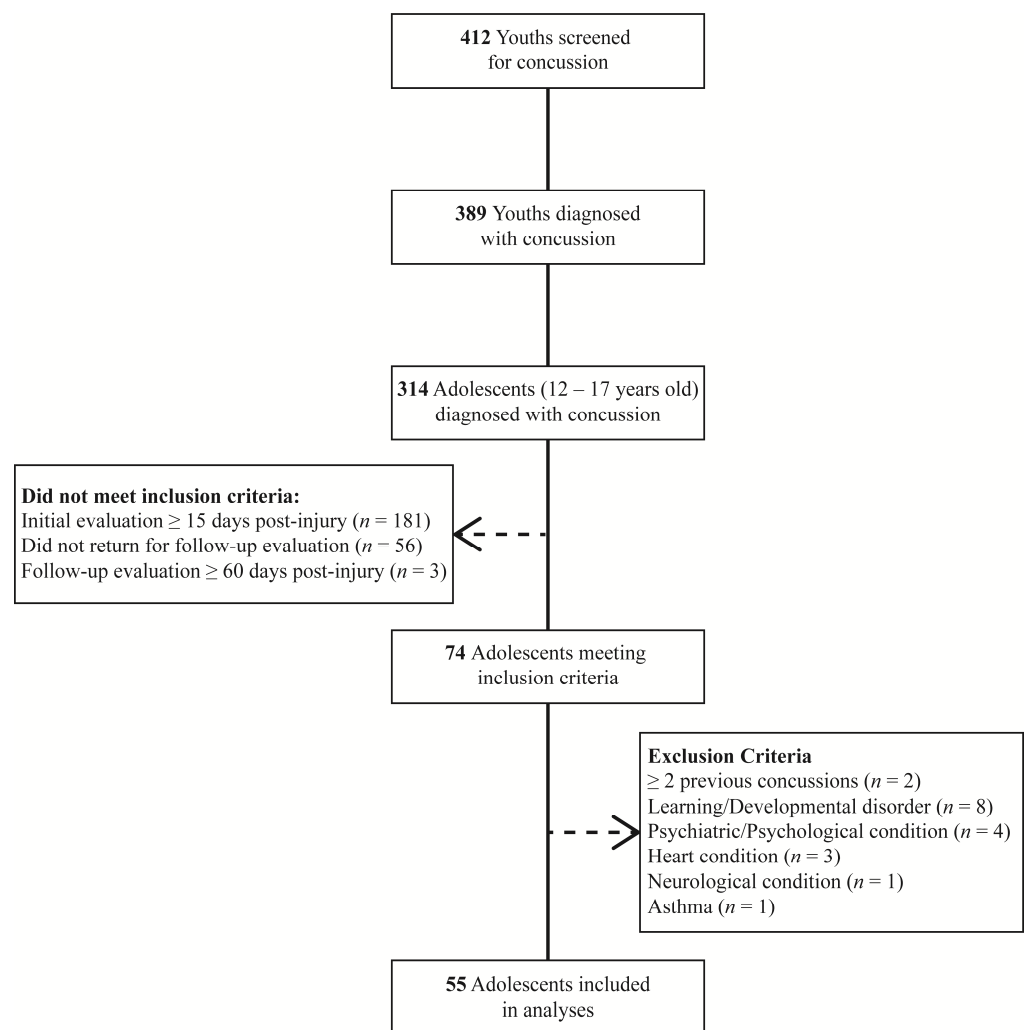 412 Youths screened
for concussion
389 Youths diagnosed
with concussion
314 Adolescents (12 – 17 years old)
diagnosed with concussion
Did not meet inclusion criteria:
Initial evaluation ≥ 15 days post-injury (n = 181)
Did not return for follow-up evaluation (n = 56)
Follow-up evaluation ≥ 60 days post-injury (n = 3)
74 Adolescents meeting
inclusion criteria
Exclusion Criteria
≥ 2 previous concussions (n = 2)
Learning/Developmental disorder (n = 8)
Psychiatric/Psychological condition (n = 4)
Heart condition (n = 3)
Neurological condition (n = 1)
Asthma (n = 1)
55 Adolescents included
in analyses